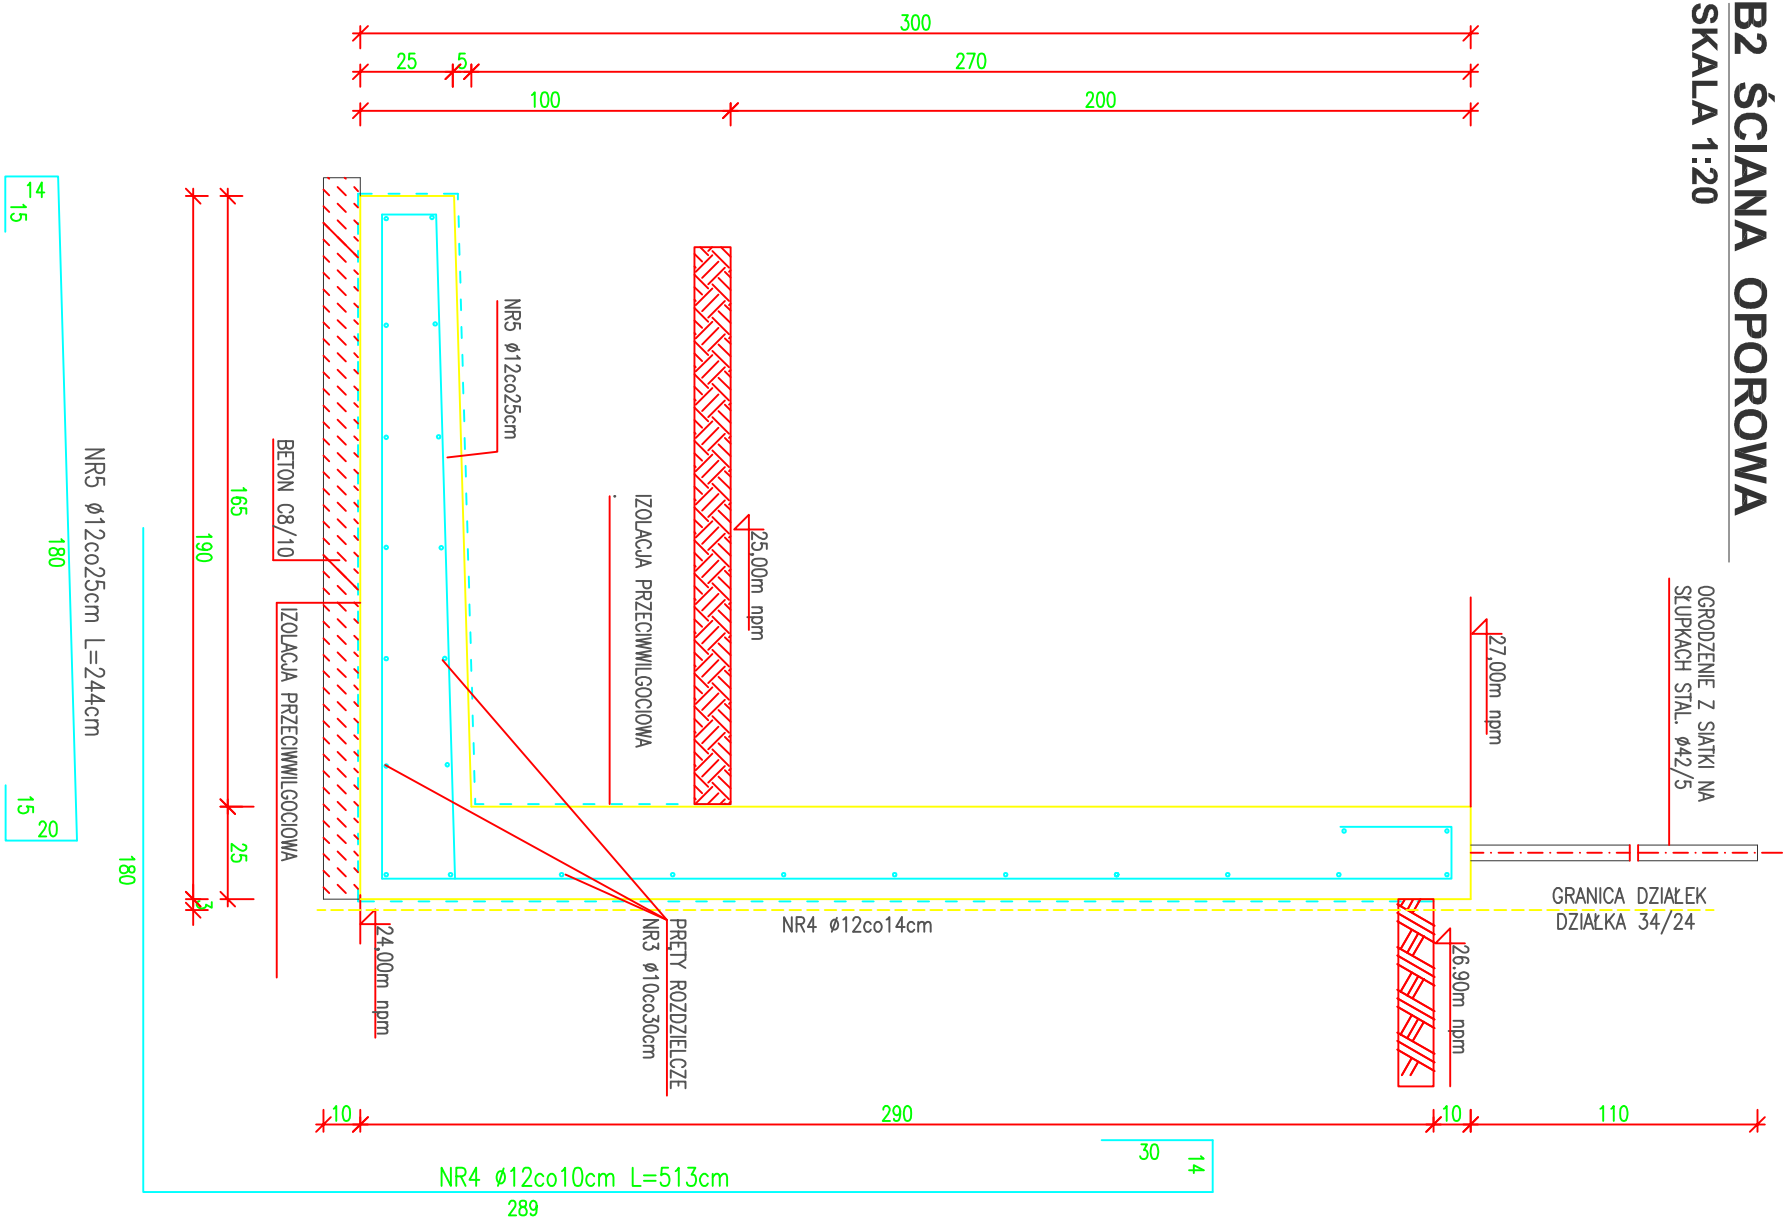 B2 ŚCIANA OPOROWA
SKALA 1:20
300
25
5
270
100
200
14
15
180
15
20
NR5 ø12co25cm L=244cm
190
165
25
3
NR5 ø12co25cm
BETON C8/10
IZOLACJA PRZECIWWILGOCIOWA
IZOLACJA PRZECIWWILGOCIOWA
25,00m npm
27,00m npm
OGRODZENIE Z SIATKI NA
SŁUPKACH STAL. ø42/5
GRANICA DZIAŁEK
DZIAŁKA 34/24
NR4 ø12co14cm
26.90m npm
24,00m npm
PRĘTY ROZDZIELCZE
NR3 ø10co30cm
10
290
10
110
180
30
14
NR4 ø12co10cm L=513cm
289